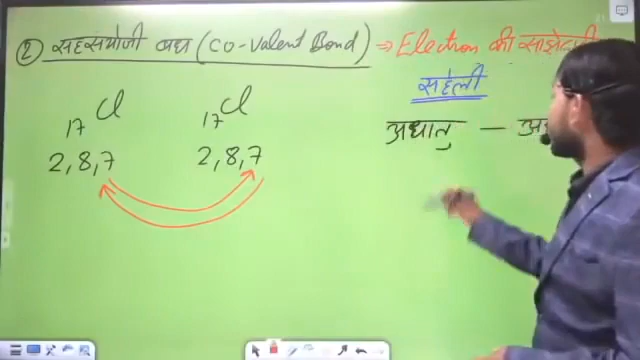 ② सहसंयोजी बंध (Co-Valent Bond) ⇒ Electron की साझेदारी
सहेली
17Cl 17Cl
अधातु —
2,8,7 2,8,7